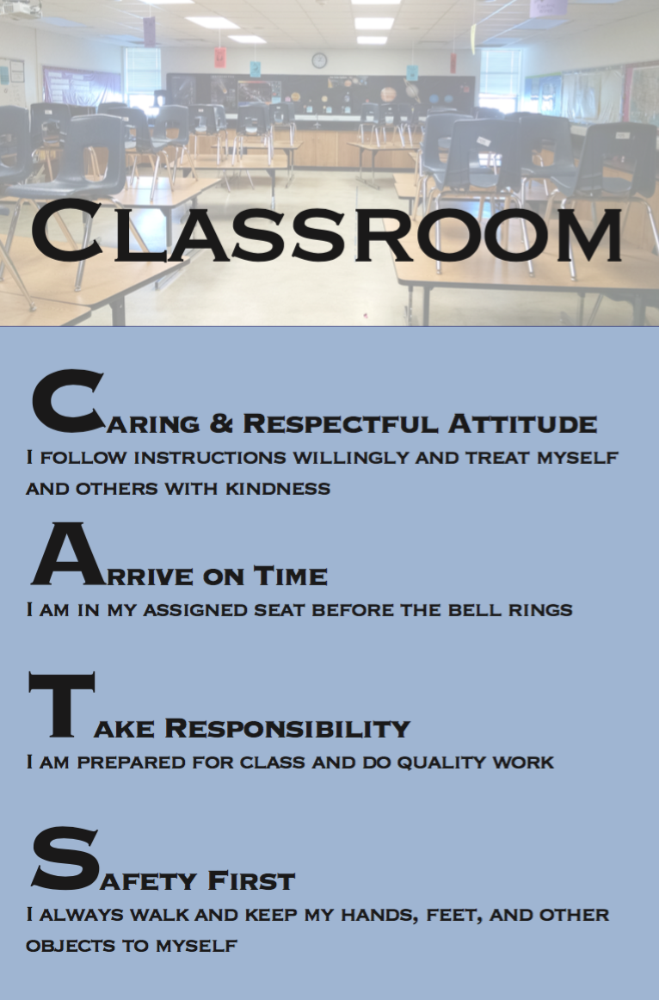 CLASSROOM
CARING & RESPECTFUL ATTITUDE
I FOLLOW INSTRUCTIONS WILLINGLY AND TREAT MYSELF
AND OTHERS WITH KINDNESS
ARRIVE ON TIME
I AM IN MY ASSIGNED SEAT BEFORE THE BELL RINGS
TAKE RESPONSIBILITY
I AM PREPARED FOR CLASS AND DO QUALITY WORK
SAFETY FIRST
I ALWAYS WALK AND KEEP MY HANDS, FEET, AND OTHER
OBJECTS TO MYSELF